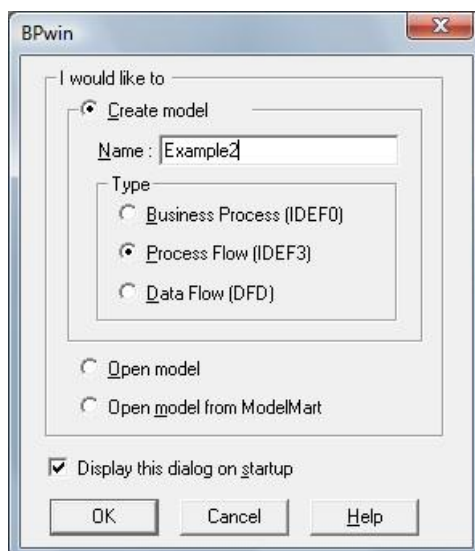 BPwin
I would like to
Create model
Name : Example2
Type
Business Process (IDEF0)
Process Flow (IDEF3)
Data Flow (DFD)
Open model
Open model from ModelMart
Display this dialog on startup
OK Cancel Help